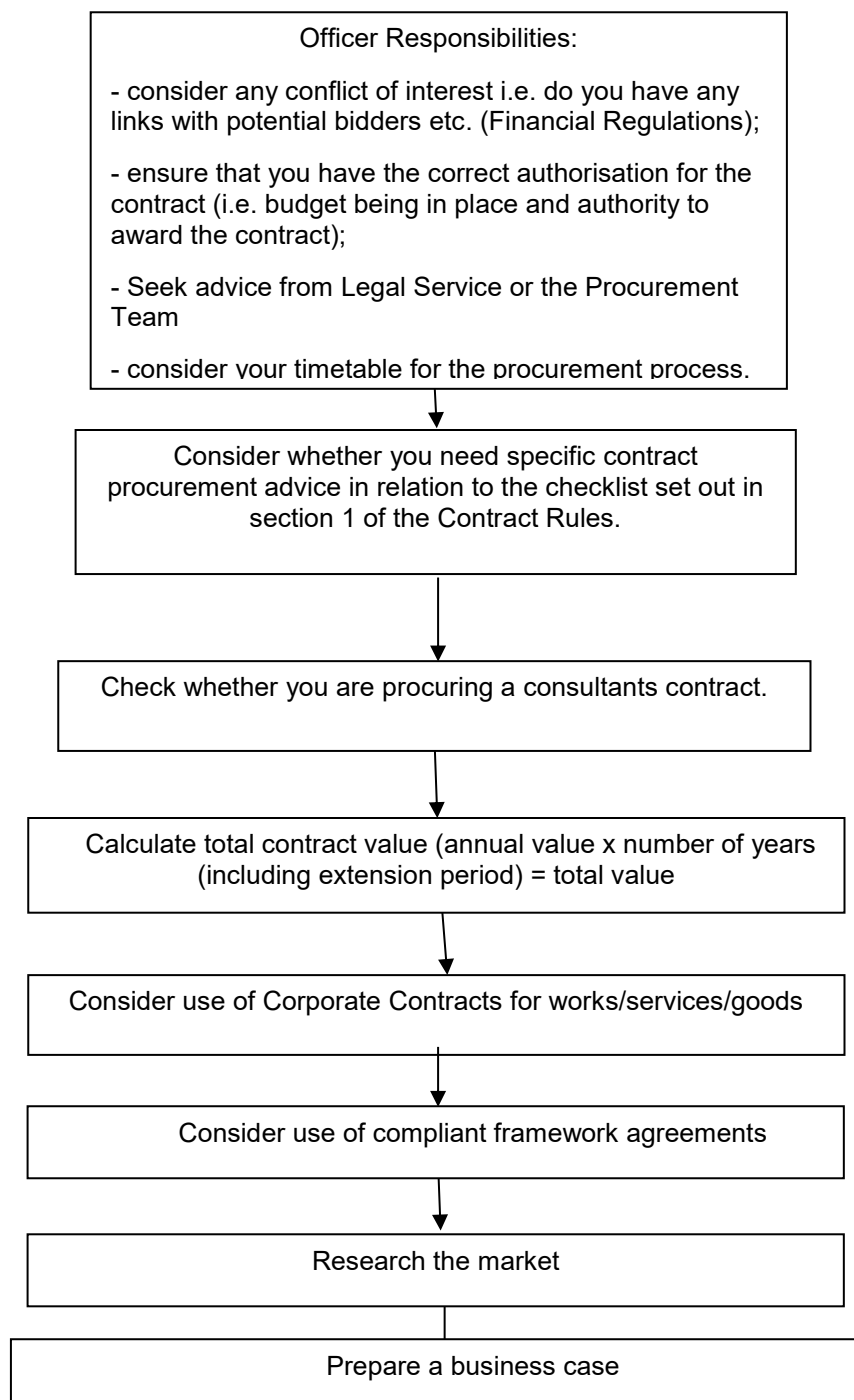 Officer Responsibilities:
- consider any conflict of interest i.e. do you have any
links with potential bidders etc. (Financial Regulations);
- ensure that you have the correct authorisation for the
contract (i.e. budget being in place and authority to
award the contract);
- Seek advice from Legal Service or the Procurement
Team
- consider your timetable for the procurement process.
Consider whether you need specific contract
procurement advice in relation to the checklist set out in
section 1 of the Contract Rules.
Check whether you are procuring a consultants contract.
Calculate total contract value (annual value x number of years
(including extension period) = total value
Consider use of Corporate Contracts for works/services/goods
Consider use of compliant framework agreements
Research the market
Prepare a business case